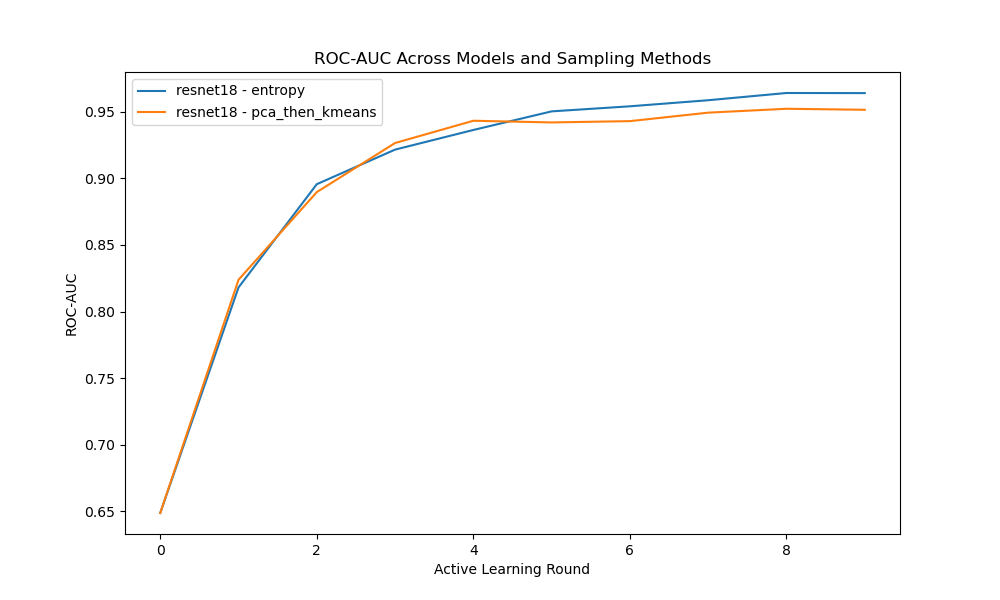 ROC-AUC Across Models and Sampling Methods
resnet18 - entropy
resnet18 - pca_then_kmeans
ROC-AUC
0.95
0.90
0.85
0.80
0.75
0.70
0.65
0 2 4 6 8
Active Learning Round